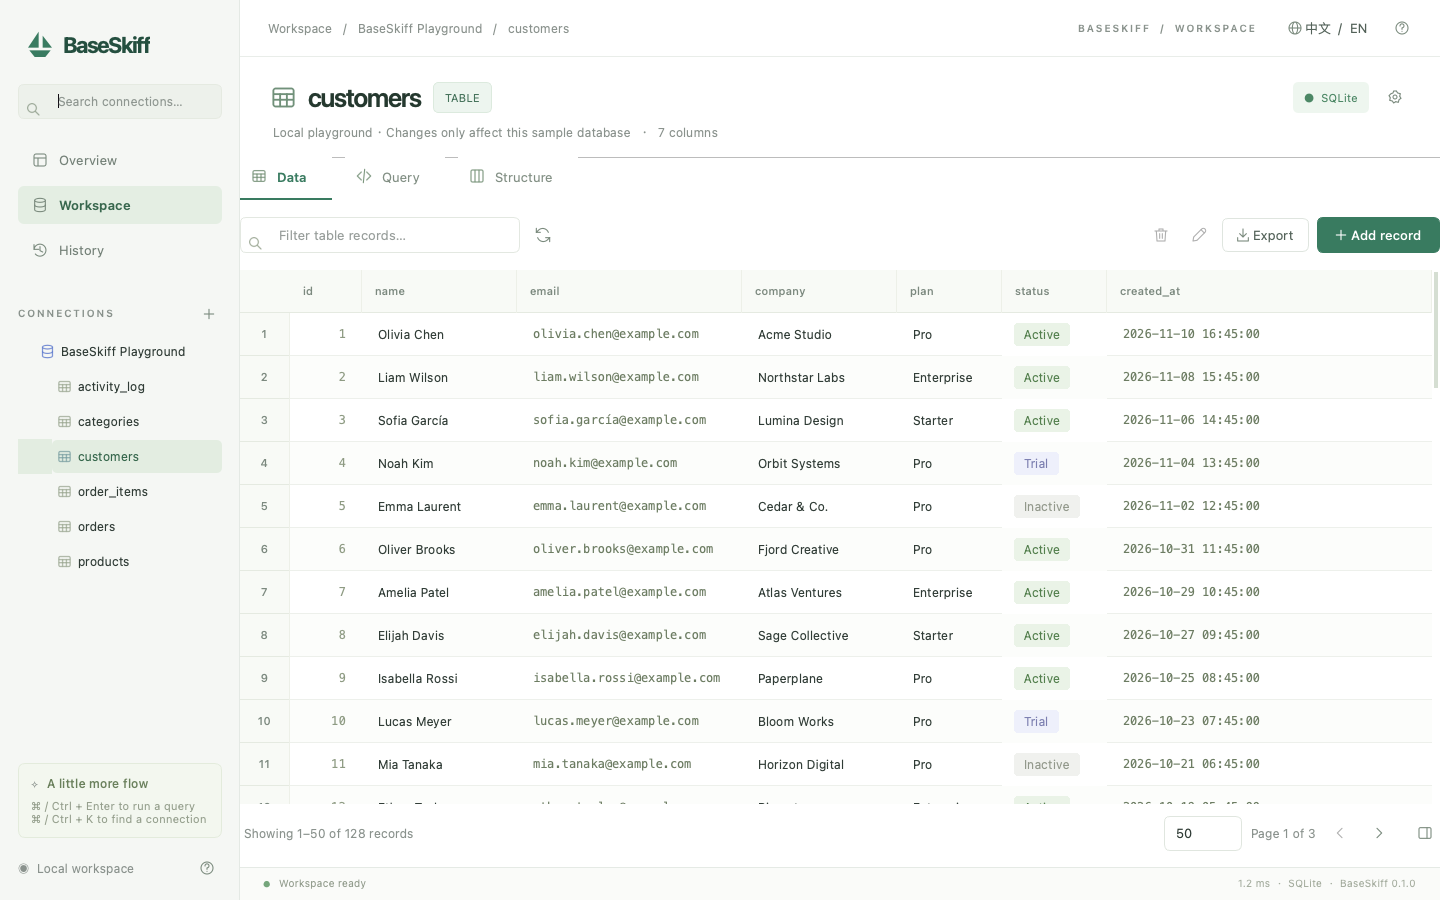 BaseSkiff
Search connections...
Overview
Workspace
History
CONNECTIONS
BaseSkiff Playground
activity_log
categories
customers
order_items
orders
products
A little more flow
⌘ / Ctrl + Enter to run a query
⌘ / Ctrl + K to find a connection
Local workspace
Workspace / BaseSkiff Playground / customers
BASESKIFF / WORKSPACE
中文 / EN
customers
TABLE
SQLite
Local playground · Changes only affect this sample database · 7 columns
Data
Query
Structure
Filter table records...
Export
Add record
id name email company plan status created_at
1 1 Olivia Chen olivia.chen@example.com Acme Studio Pro Active 2026-11-10 16:45:00
2 2 Liam Wilson liam.wilson@example.com Northstar Labs Enterprise Active 2026-11-08 15:45:00
3 3 Sofia García sofia.garcía@example.com Lumina Design Starter Active 2026-11-06 14:45:00
4 4 Noah Kim noah.kim@example.com Orbit Systems Pro Trial 2026-11-04 13:45:00
5 5 Emma Laurent emma.laurent@example.com Cedar & Co. Pro Inactive 2026-11-02 12:45:00
6 6 Oliver Brooks oliver.brooks@example.com Fjord Creative Pro Active 2026-10-31 11:45:00
7 7 Amelia Patel amelia.patel@example.com Atlas Ventures Enterprise Active 2026-10-29 10:45:00
8 8 Elijah Davis elijah.davis@example.com Sage Collective Starter Active 2026-10-27 09:45:00
9 9 Isabella Rossi isabella.rossi@example.com Paperplane Pro Active 2026-10-25 08:45:00
10 10 Lucas Meyer lucas.meyer@example.com Bloom Works Pro Trial 2026-10-23 07:45:00
11 11 Mia Tanaka mia.tanaka@example.com Horizon Digital Pro Inactive 2026-10-21 06:45:00
Showing 1–50 of 128 records
50
Page 1 of 3
Workspace ready
1.2 ms · SQLite · BaseSkiff 0.1.0